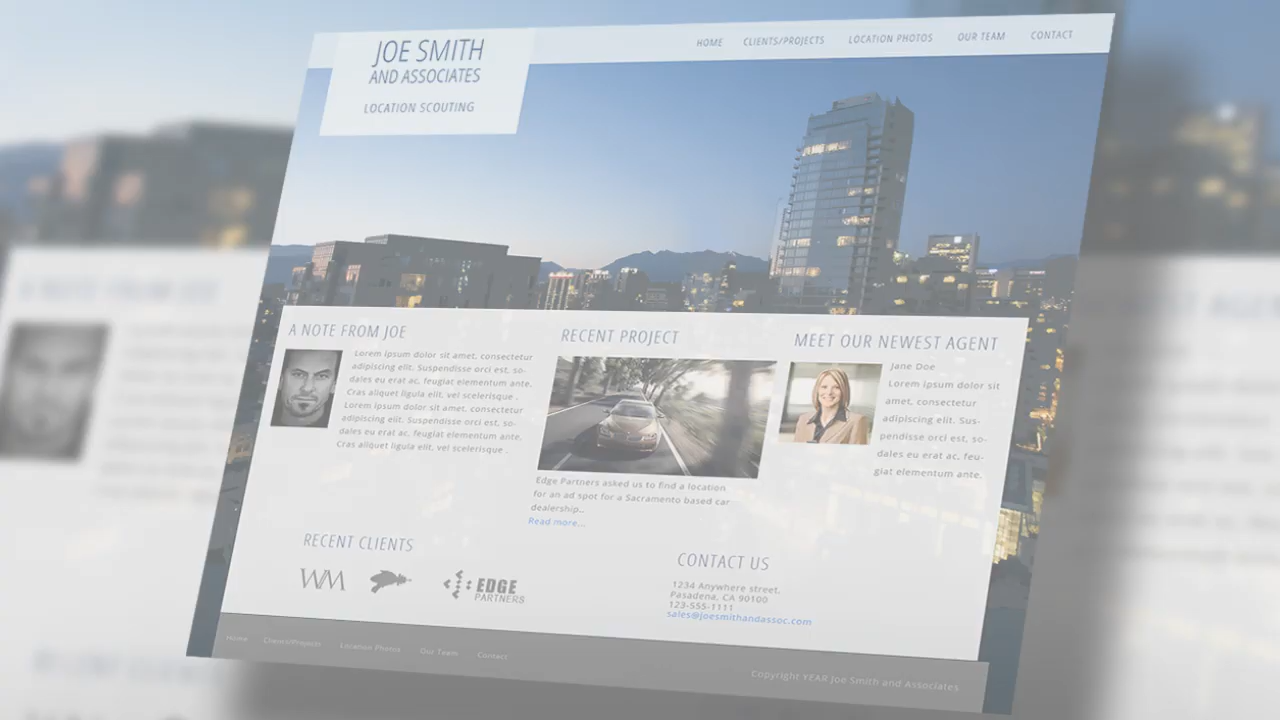 JOE SMITH
AND ASSOCIATES
LOCATION SCOUTING
HOME
CLIENTS/PROJECTS
LOCATION PHOTOS
OUR TEAM
CONTACT
A NOTE FROM JOE
Lorem ipsum dolor sit amet, consectetur
adipiscing elit. Suspendisse orci est, so-
dales eu erat ac, feugiat elementum ante.
Cras aliquet ligula elit, vel scelerisque .
Lorem ipsum dolor sit amet, consectetur
adipiscing elit. Suspendisse orci est, so-
dales eu erat ac, feugiat elementum ante.
Cras aliquet ligula elit, vel scelerisque .
RECENT PROJECT
Edge Partners asked us to find a location
for an ad spot for a Sacramento based car
dealership...
Read more...
MEET OUR NEWEST AGENT
Jane Doe
Lorem ipsum dolor sit
amet, consectetur
adipiscing elit. Sus-
pendisse orci est, so-
dales eu erat ac, feu-
giat elementum ante.
RECENT CLIENTS
WM
EDGE
PARTNERS
CONTACT US
1234 Anywhere street,
Pasadena, CA 90100
123-555-1111
sales@joesmithandassoc.com
Home
Clients/Projects
Location Photos
Our Team
Contact
Copyright YEAR Joe Smith and Associates